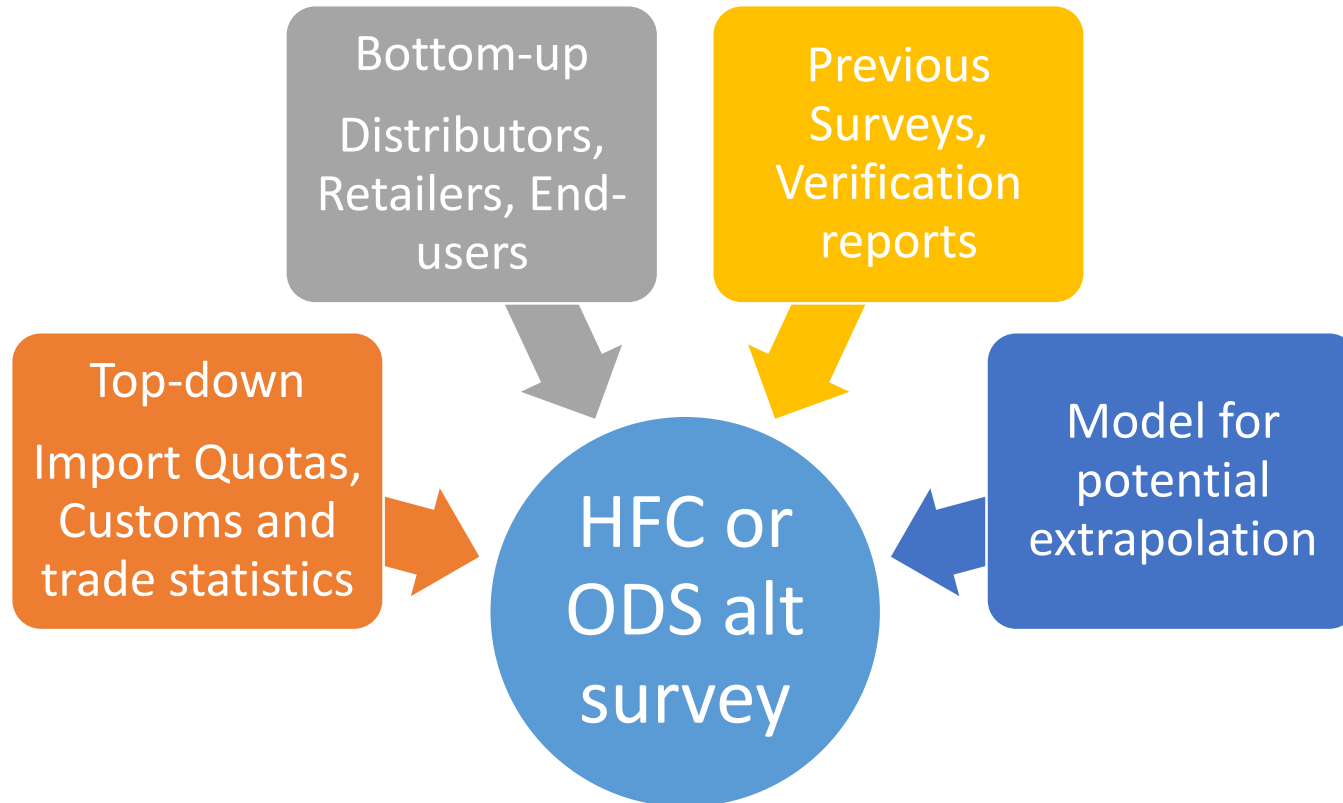 Bottom-up
Distributors,
Retailers, End-
users
Previous
Surveys,
Verification
reports
Top-down
Import Quotas,
Customs and
trade statistics
Model for
potential
extrapolation
HFC or
ODS alt
survey